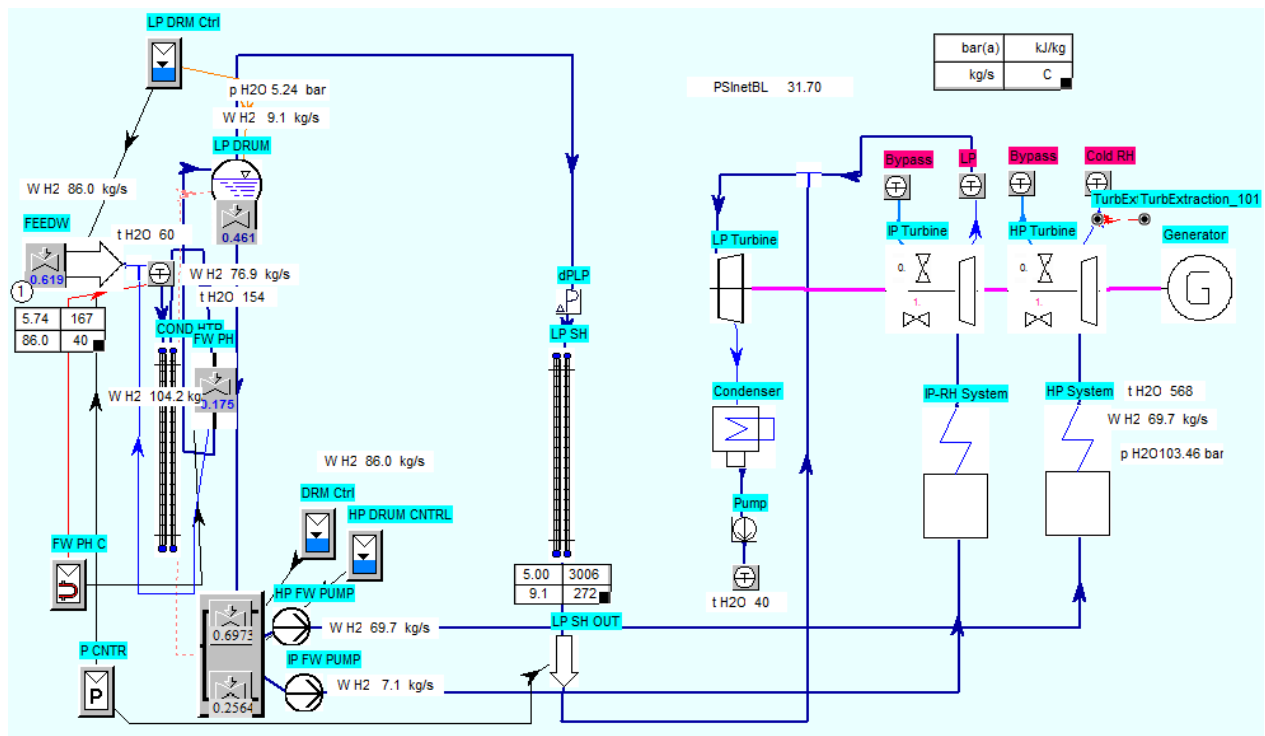 LP DRM Ctrl
bar(a) kJ/kg
kg/s C
p H2O 5.24 bar
PSInetBL 31.70
W H2 9.1 kg/s
LP DRUM
Bypass
LP
Bypass
Cold RH
W H2 86.0 kg/s
TurbEx
TurbExtraction_101
FEEDW
t H2O 60
0.461
LP Turbine
IP Turbine
HP Turbine
Generator
0.619
W H2 76.9 kg/s
0.
0.
G
1
t H2O 154
dPLP
1.
1.
5.74 167
86.0 40
COND HTR
FW PH
LP SH
W H2 104.2 kg
0.175
Condenser
IP-RH System
HP System
t H2O 568
W H2 69.7 kg/s
W H2 86.0 kg/s
p H2O103.46 bar
DRM Ctrl
Pump
HP DRUM CNTRL
FW PH C
5.00 3006
9.1 272
HP FW PUMP
t H2O 40
0.6973
W H2 69.7 kg/s
LP SH OUT
P CNTR
IP FW PUMP
P
W H2 7.1 kg/s
0.2564